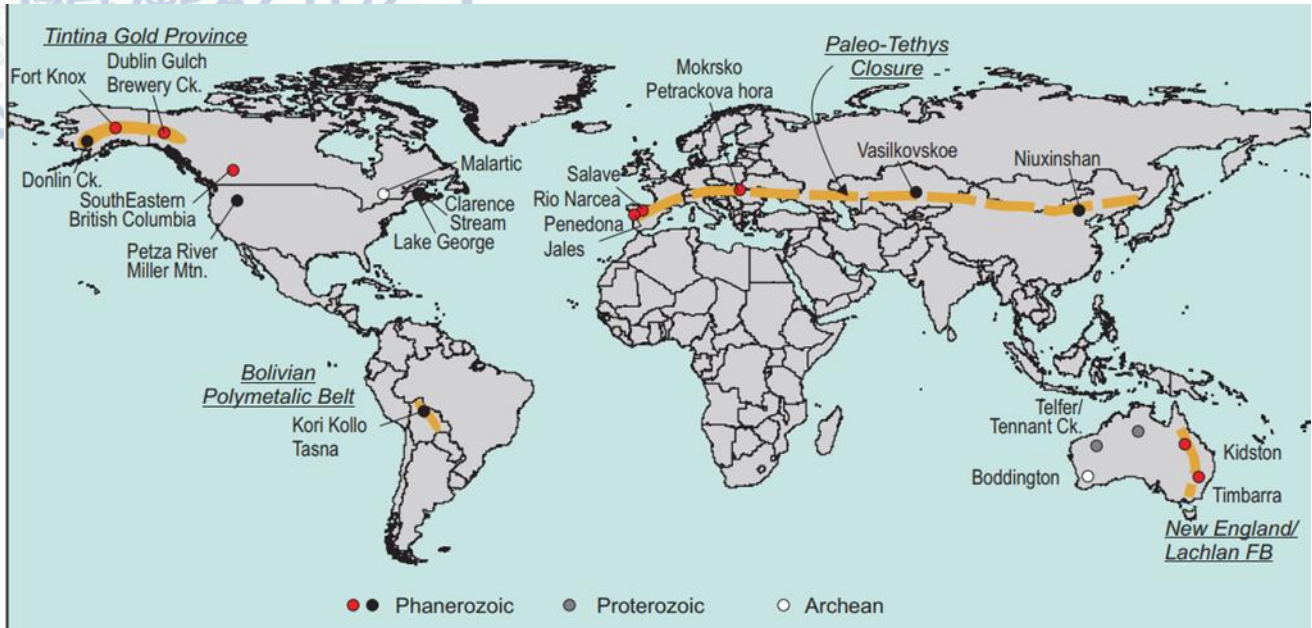 Tintina Gold Province
Fort Knox
Dublin Gulch
Brewery Ck.
Donlin Ck.
SouthEastern
British Columbia
Petza River
Miller Mtn.
Malartic
Clarence
Stream
Lake George
Bolivian
Polymetalic Belt
Kori Kollo
Tasna
Paleo-Tethys
Closure
Mokrsko
Petrackova hora
Salave
Rio Narcea
Penedona
Jales
Vasilkovskoe
Niuxinshan
Telfer/
Tennant Ck.
Boddington
Kidston
Timbarra
New England/
Lachlan FB
Phanerozoic
Proterozoic
Archean